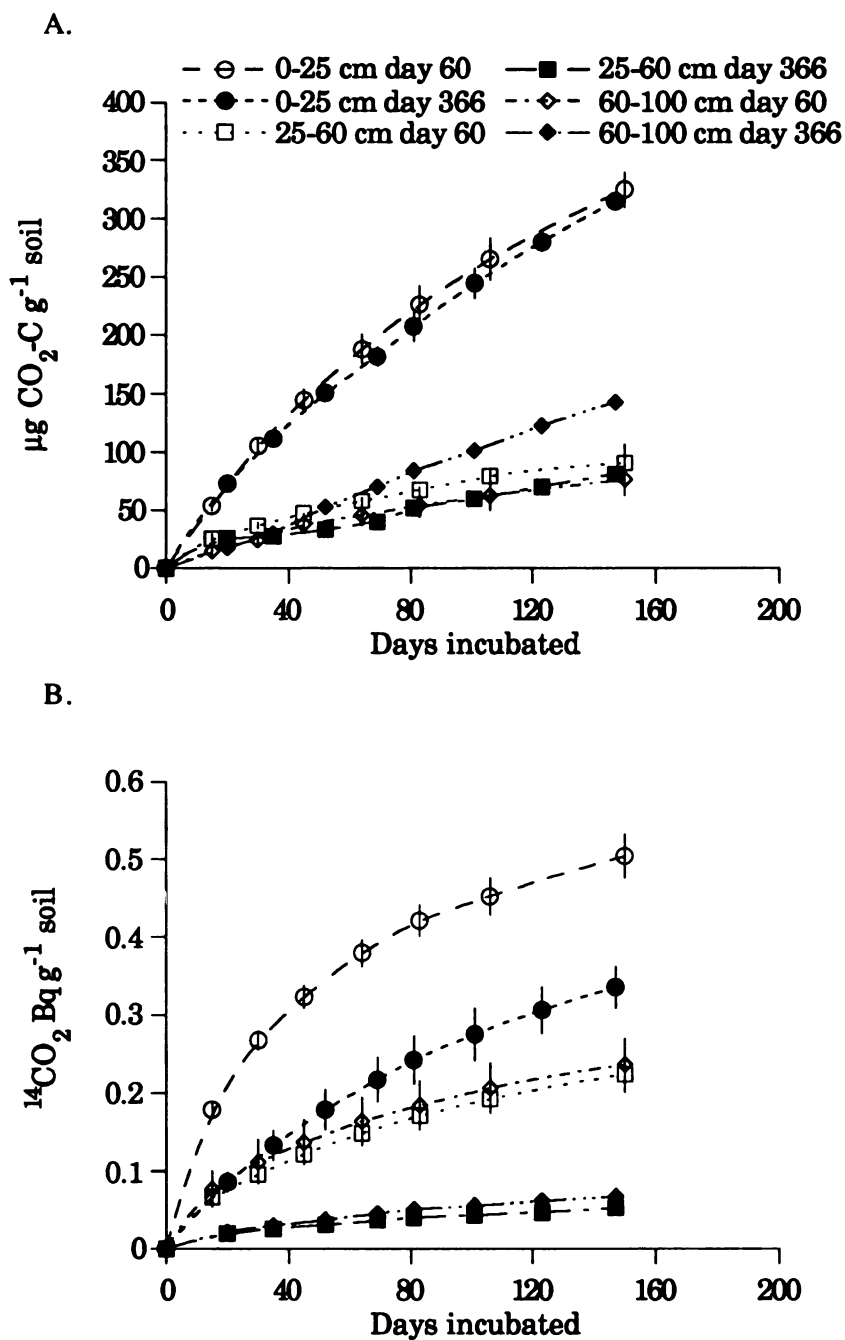 A.
0-25 cm day 60 25-60 cm day 366
0-25 cm day 366 60-100 cm day 60
25-60 cm day 60 60-100 cm day 366
400
350
300
250
200
150
100
50
0
µg CO2-C g-1 soil
0 40 80 120 160 200
Days incubated
B.
0.6
0.5
0.4
0.3
0.2
0.1
0
14CO2 Bq g-1 soil
0 40 80 120 160 200
Days incubated